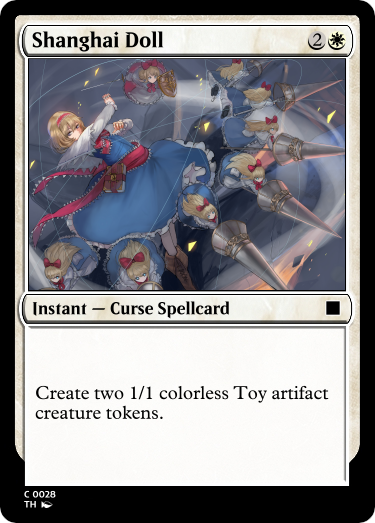 Shanghai Doll 2
Instant — Curse Spellcard
Create two 1/1 colorless Toy artifact
creature tokens.
C 0028
TH